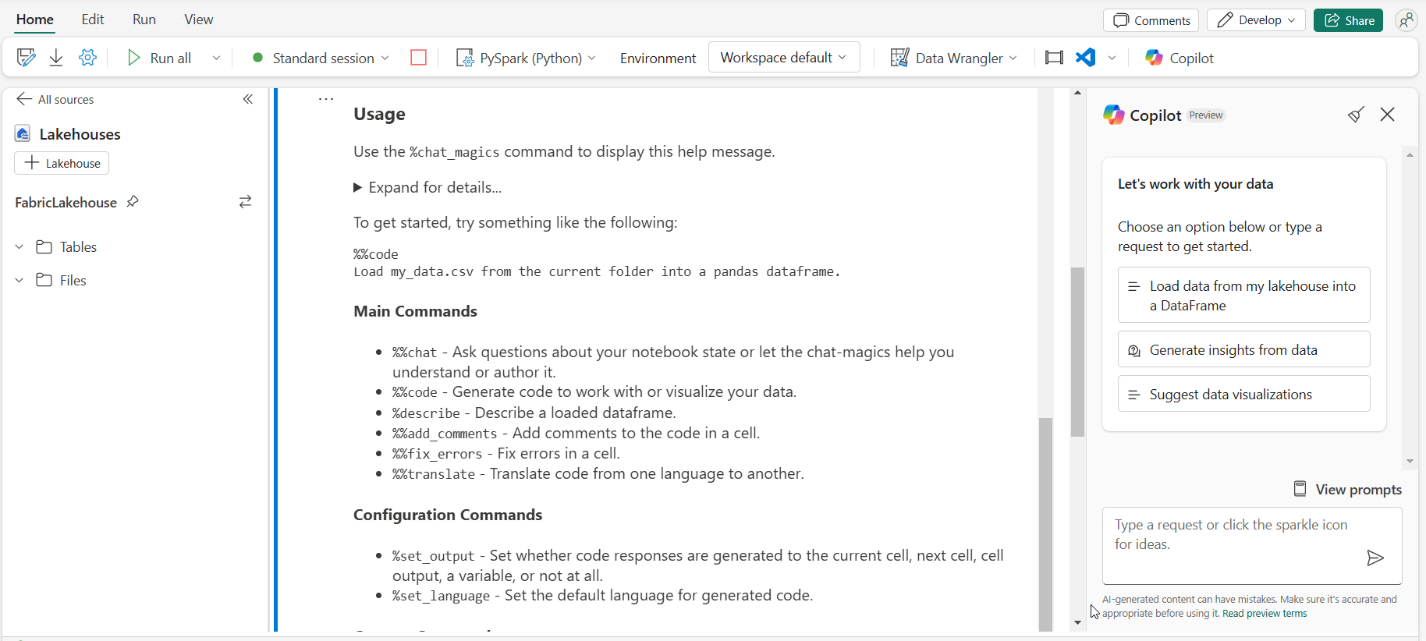 Home Edit Run View
Comments Develop Share
Run all Standard session PySpark (Python) Environment Workspace default Data Wrangler Copilot
All sources
Lakehouses
Lakehouse
FabricLakehouse
Tables
Files
...
Usage
Use the %chat_magics command to display this help message.
Expand for details...
To get started, try something like the following:
%%code
Load my_data.csv from the current folder into a pandas dataframe.
Main Commands
%%chat - Ask questions about your notebook state or let the chat-magics help you
understand or author it.
%%code - Generate code to work with or visualize your data.
%describe - Describe a loaded dataframe.
%%add_comments - Add comments to the code in a cell.
%%fix_errors - Fix errors in a cell.
%%translate - Translate code from one language to another.
Configuration Commands
%set_output - Set whether code responses are generated to the current cell, next cell, cell
output, a variable, or not at all.
%set_language - Set the default language for generated code.
Copilot Preview
Let's work with your data
Choose an option below or type a
request to get started.
Load data from my lakehouse into
a DataFrame
Generate insights from data
Suggest data visualizations
View prompts
Type a request or click the sparkle icon
for ideas.
AI-generated content can have mistakes. Make sure it's accurate and
appropriate before using it. Read preview terms